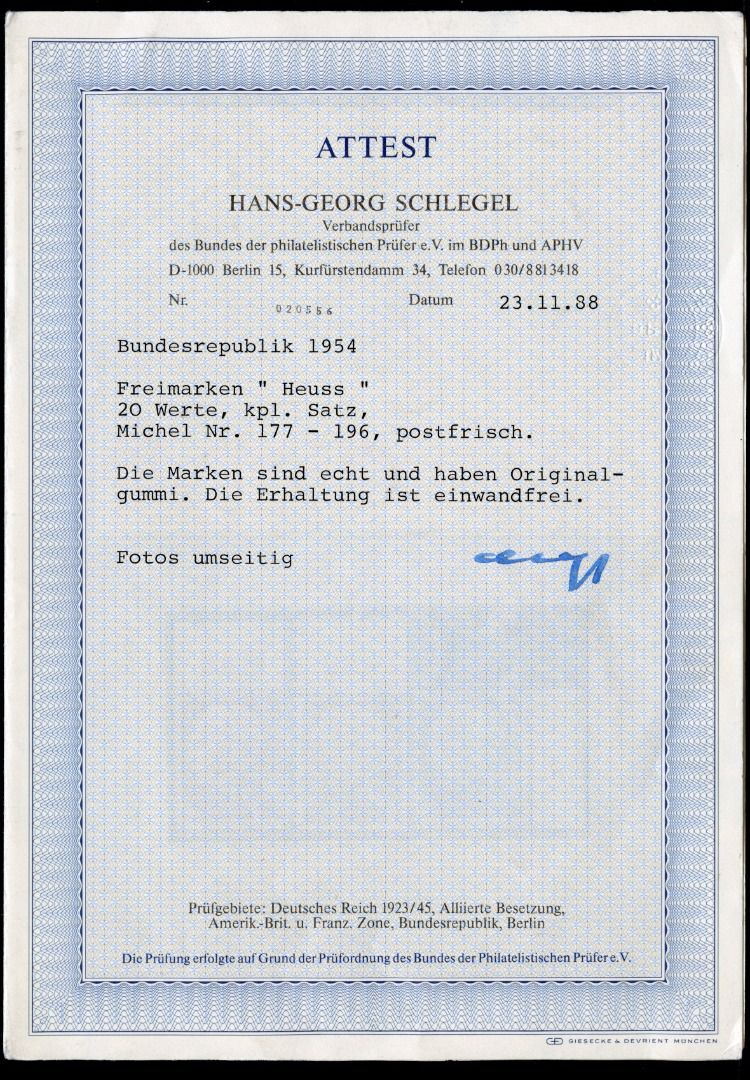 ATTEST
HANS-GEORG SCHLEGEL
Verbandsprüfer
des Bundes der philatelistischen Prüfer e.V. im BDPh und APHV
D-1000 Berlin 15, Kurfürstendamm 34, Telefon 030/8813418
Nr. 020556 Datum 23.11.88
Bundesrepublik 1954
Freimarken " Heuss "
20 Werte, kpl. Satz,
Michel Nr. 177 - 196, postfrisch.
Die Marken sind echt und haben Original-
gummi. Die Erhaltung ist einwandfrei.
Fotos umseitig
Prüfgebiete: Deutsches Reich 1923/45, Alliierte Besetzung,
Amerik.-Brit. u. Franz. Zone, Bundesrepublik, Berlin
Die Prüfung erfolgte auf Grund der Prüfordnung des Bundes der Philatelistischen Prüfer e.V.
GIESECKE & DEVRIENT MÜNCHEN